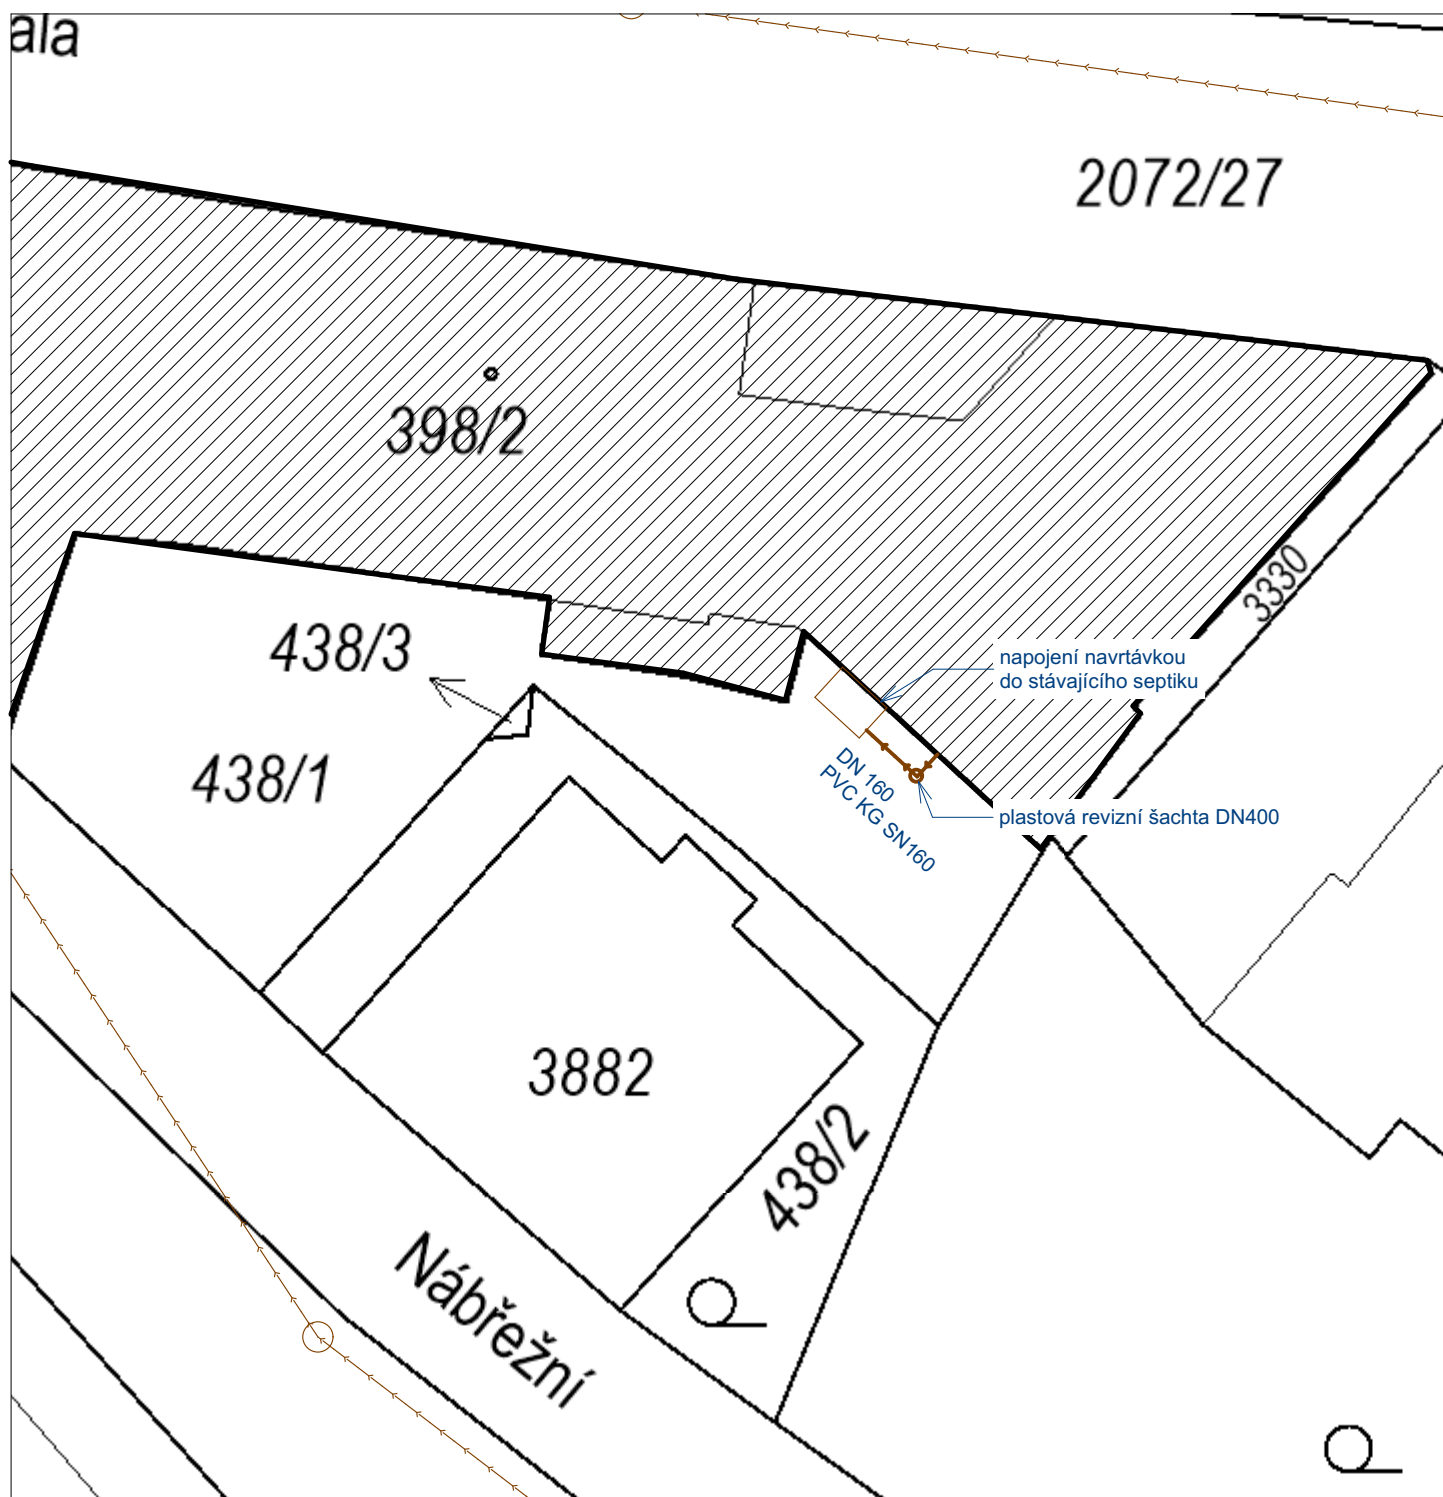 ala
2072/27
398/2
3330
438/3
napojení navrtávkou
do stávajícího septiku
438/1
DN 160
PVC KG SN160
plastová revizní šachta DN400
3882
438/2
Nábřežní